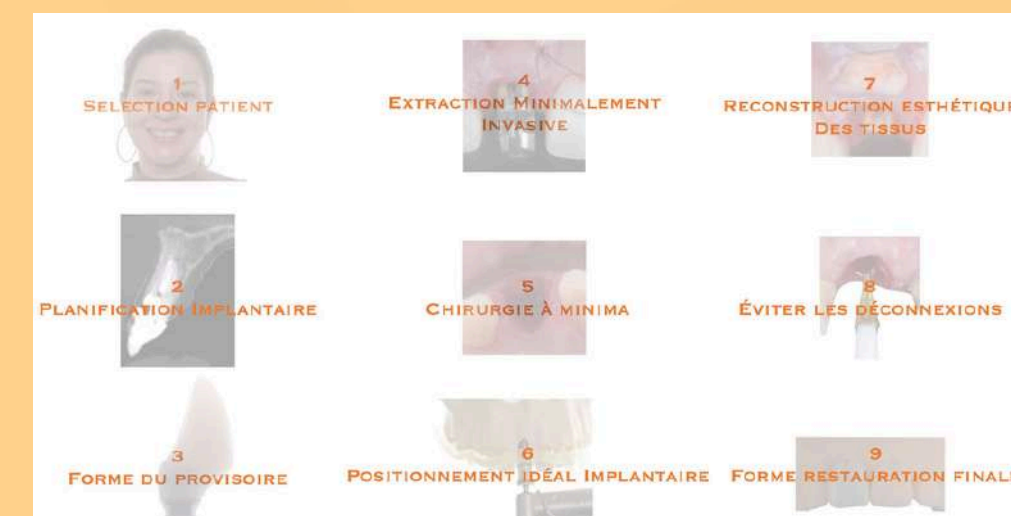 1
SELECTION PATIENT
2
PLANIFICATION IMPLANTAIRE
3
FORME DU PROVISOIRE
4
EXTRACTION MINIMALEMENT
INVASIVE
5
CHIRURGIE À MINIMA
6
POSITIONNEMENT IDÉAL IMPLANTAIRE
7
RECONSTRUCTION ESTHÉTIQUE
DES TISSUS
8
ÉVITER LES DÉCONNEXIONS
9
FORME RESTAURATION FINAL